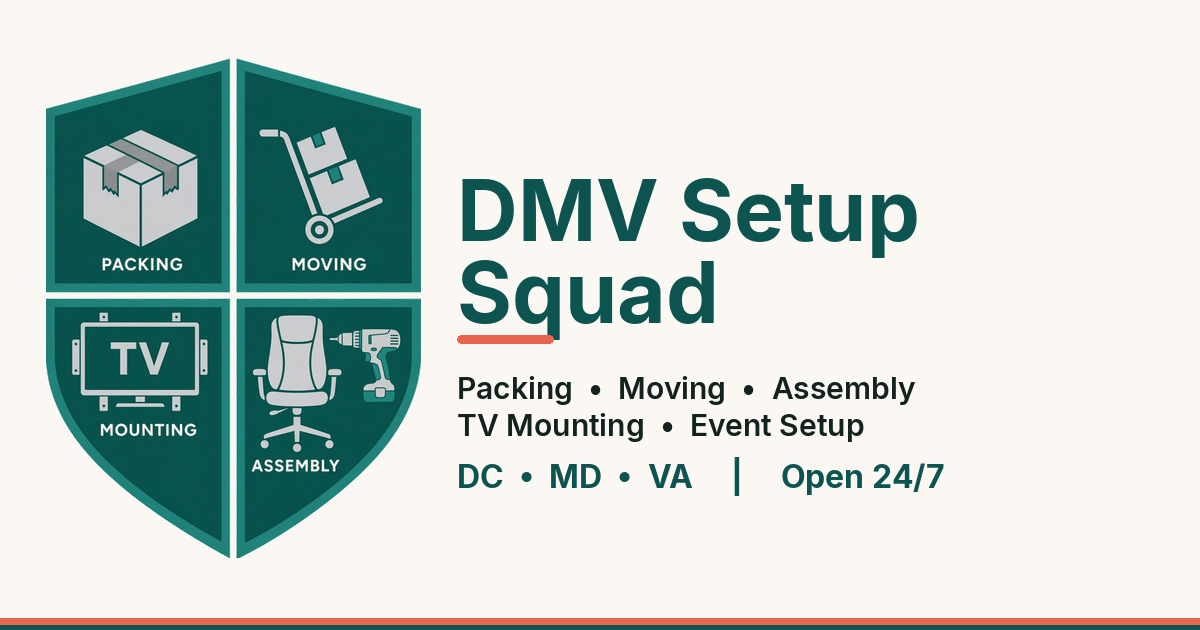 PACKING
MOVING
TV
MOUNTING
ASSEMBLY
DMV Setup
Squad
Packing • Moving • Assembly
TV Mounting • Event Setup
DC • MD • VA | Open 24/7